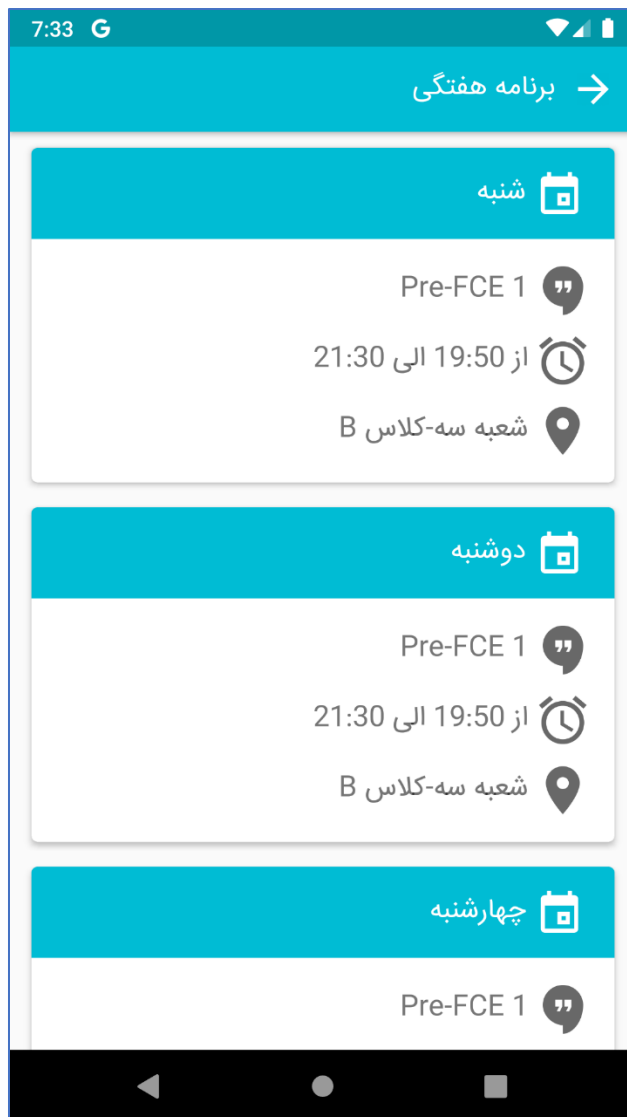 7:33 G
برنامه هفتگی
شنبه
Pre-FCE 1
از 19:50 الی 21:30
شعبه سه-کلاس B
دوشنبه
Pre-FCE 1
از 19:50 الی 21:30
شعبه سه-کلاس B
چهارشنبه
Pre-FCE 1